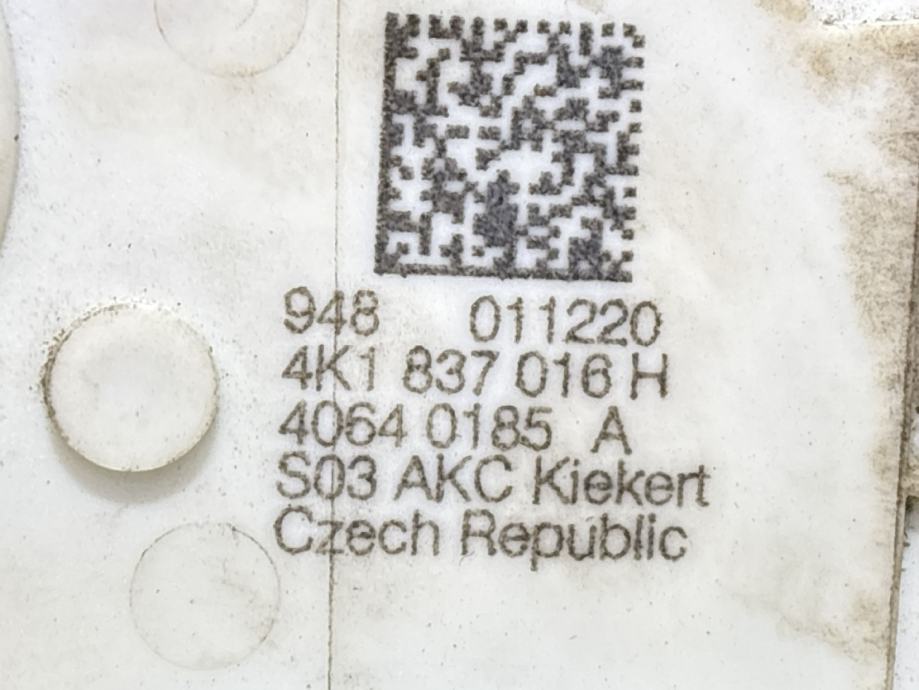 948 011220
4K1 837 016 H
4064 0185 A
S03 AKC Kiekert
Czech Republic